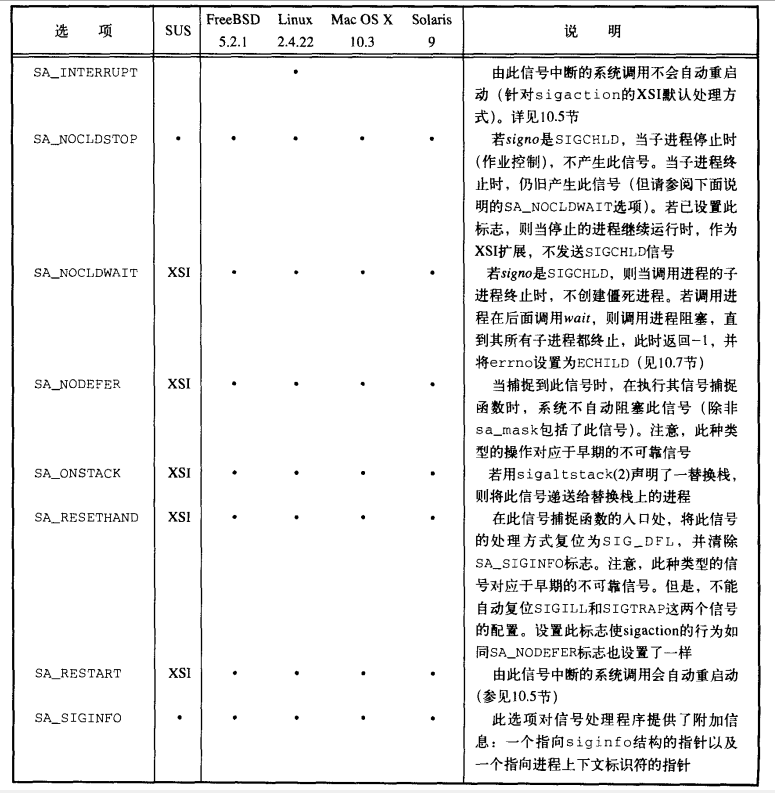 选 项 SUS FreeBSD 5.2.1 Linux 2.4.22 Mac OS X 10.3 Solaris 9 说 明
SA_INTERRUPT • 由此信号中断的系统调用不会自动重启
动（针对sigaction的XSI默认处理方
式）。详见10.5节
SA_NOCLDSTOP • • • • • 若signo是SIGCHLD，当子进程停止时
（作业控制），不产生此信号。当子进程终
止时，仍旧产生此信号（但请参阅下面说
明的SA_NOCLDWAIT选项）。若已设置此
标志，则当停止的进程继续运行时，作为
XSI扩展，不发送SIGCHLD信号
SA_NOCLDWAIT XSI • • • • 若signo是SIGCHLD，则当调用进程的子
进程终止时，不创建僵死进程。若调用进
程在后面调用wait，则调用进程阻塞，直
到其所有子进程都终止，此时返回-1，并
将errno设置为ECHILD（见10.7节）
SA_NODEFER XSI • • • • 当捕捉到此信号时，在执行其信号捕捉
函数时，系统不自动阻塞此信号（除非
sa_mask包括了此信号）。注意，此种类
型的操作对应于早期的不可靠信号
SA_ONSTACK XSI • • • • 若用sigaltstack(2)声明了一替换栈，
则将此信号递送给替换栈上的进程
SA_RESETHAND XSI • • • • 在此信号捕捉函数的入口处，将此信号
的处理方式复位为SIG_DFL，并清除
SA_SIGINFO标志。注意，此种类型的信
号对应于早期的不可靠信号。但是，不能
自动复位SIGILL和SIGTRAP这两个信号
的配置。设置此标志使sigaction的行为如
同SA_NODEFER标志也设置了一样
SA_RESTART XSI • • • • 由此信号中断的系统调用会自动重启动
（参见10.5节）
SA_SIGINFO • • • • • 此选项对信号处理程序提供了附加信
息：一个指向siginfo结构的指针以及
一个指向进程上下文标识符的指针